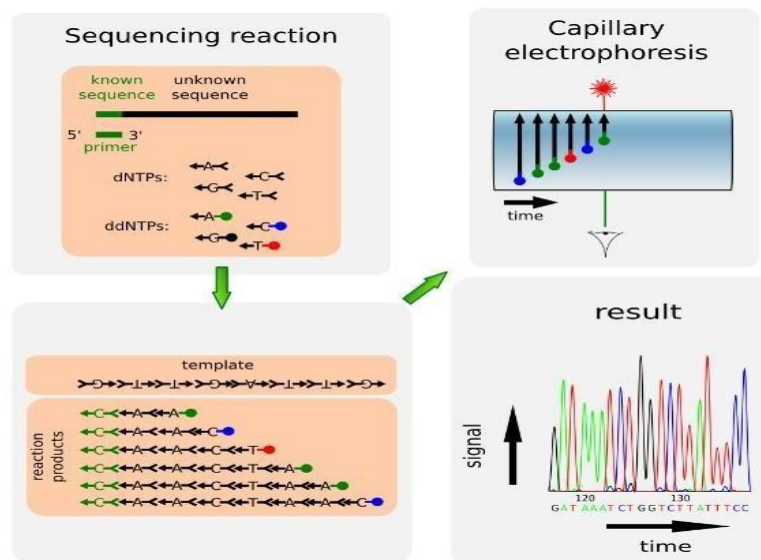 Sequencing reaction
known unknown
sequence sequence
5' 3'
primer
dNTPs:
A C
G T
ddNTPs:
A C
G T
template
G T T G A T T G
reaction
products
C A A
C A A C
C A A C T
C A A C T A
C A A C T A A
C A A C T A A C
Capillary
electrophoresis
time
result
signal
120 130
GATAAATCTGGTCTTATTTCC
time